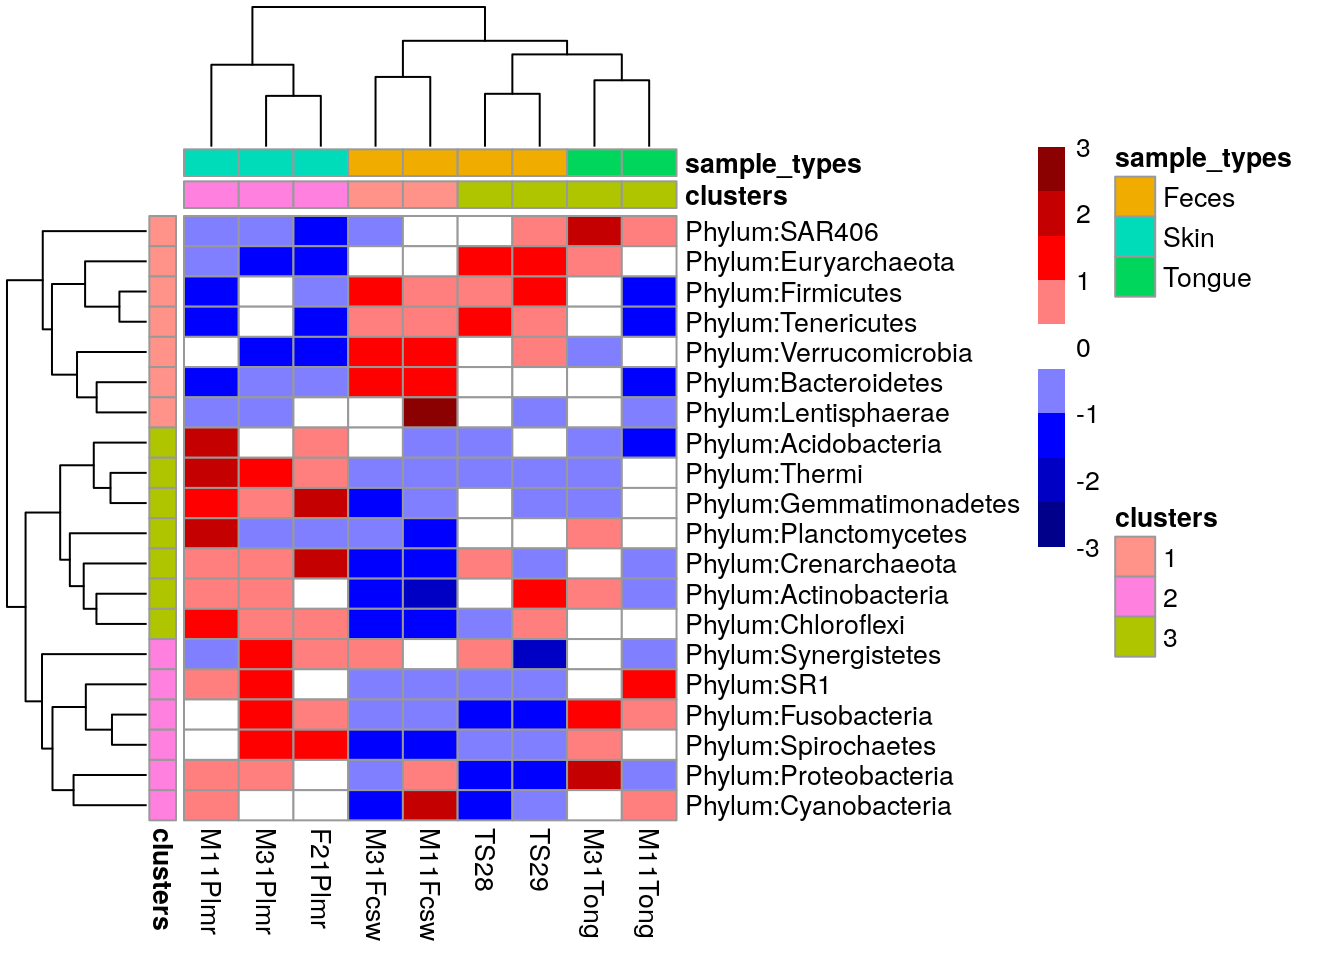 sample_types
clusters
Phylum:SAR406
Phylum:Euryarchaeota
Phylum:Firmicutes
Phylum:Tenericutes
Phylum:Verrucomicrobia
Phylum:Bacteroidetes
Phylum:Lentisphaerae
Phylum:Acidobacteria
Phylum:Thermi
Phylum:Gemmatimonadetes
Phylum:Planctomycetes
Phylum:Crenarchaeota
Phylum:Actinobacteria
Phylum:Chloroflexi
Phylum:Synergistetes
Phylum:SR1
Phylum:Fusobacteria
Phylum:Spirochaetes
Phylum:Proteobacteria
Phylum:Cyanobacteria
clusters
M11Plmr
M31Plmr
F21Plmr
M31Fcsw
M11Fcsw
TS28
TS29
M31Tong
M11Tong
3
2
1
0
-1
-2
-3
sample_types
Feces
Skin
Tongue
clusters
1
2
3